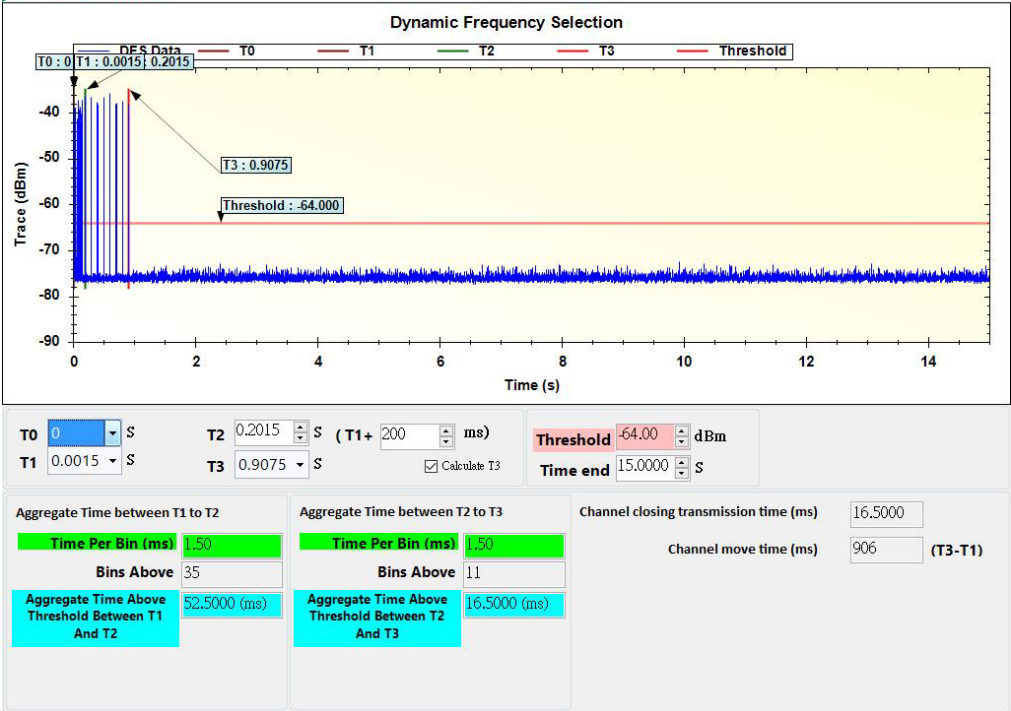 Dynamic Frequency Selection
DFS Data T0 T1 T2 T3 Threshold
T0 : 0 T1 : 0.0015 : 0.2015
-40
-50
-60
-70
-80
-90
Trace (dBm)
T3 : 0.9075
Threshold : -64.000
0 2 4 6 8 10 12 14
Time (s)
T0 0 S T2 0.2015 S ( T1+ 200 ms)
T1 0.0015 S T3 0.9075 S Calculate T3
Threshold -64.00 dBm
Time end 15.0000 S
Aggregate Time between T1 to T2
Time Per Bin (ms) 1.50
Bins Above 35
Aggregate Time Above
Threshold Between T1
And T2
52.5000 (ms)
Aggregate Time between T2 to T3
Time Per Bin (ms) 1.50
Bins Above 11
Aggregate Time Above
Threshold Between T2
And T3
16.5000 (ms)
Channel closing transmission time (ms) 16.5000
Channel move time (ms) 906 (T3-T1)